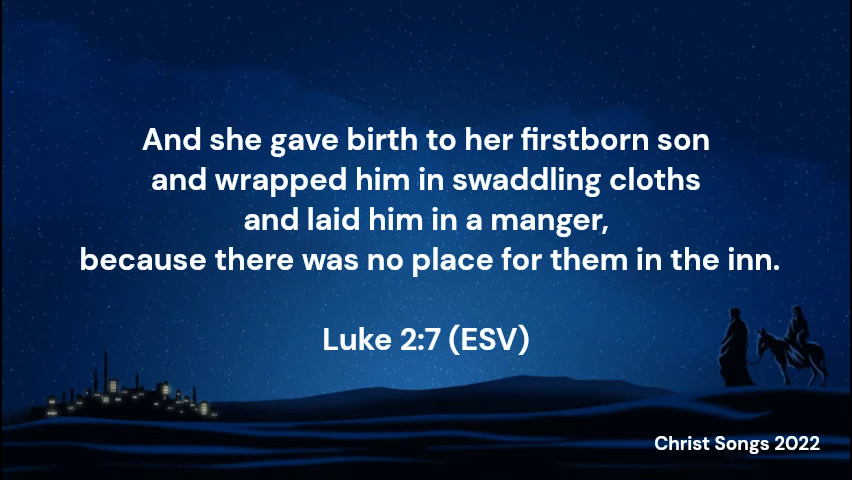 And she gave birth to her firstborn son
and wrapped him in swaddling cloths
and laid him in a manger,
because there was no place for them in the inn.
Luke 2:7 (ESV)
Christ Songs 2022